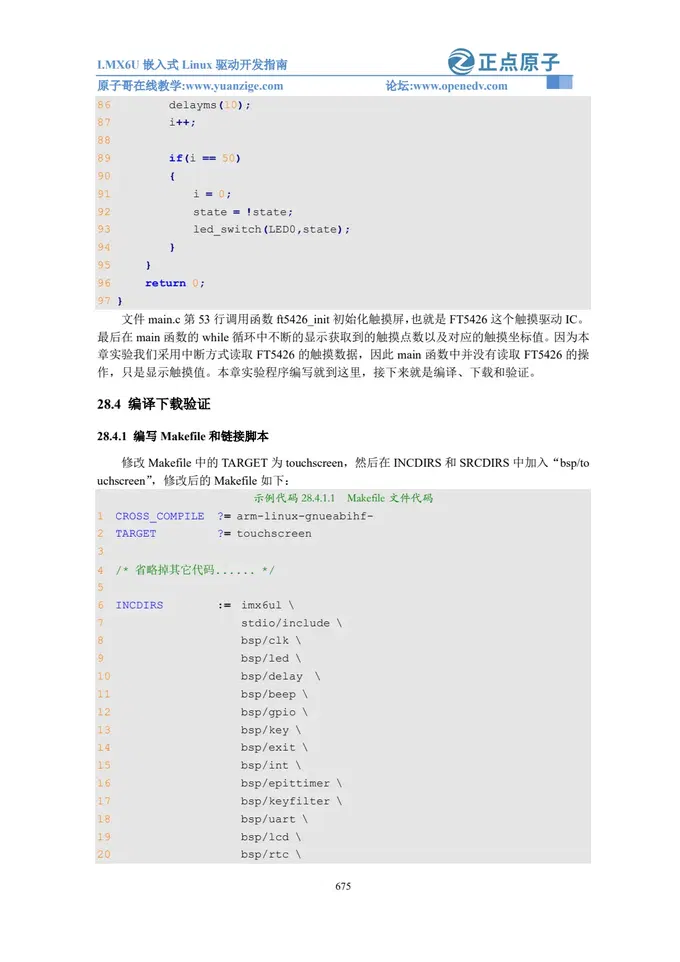 I.MX6U 嵌入式 Linux 驱动开发指南
正点原子
原子哥在线教学:www.yuanzige.com 论坛:www.openedv.com
86 delayms(10);
87 i++;
88
89 if(i == 50)
90 {
91 i = 0;
92 state = !state;
93 led_switch(LED0,state);
94 }
95 }
96 return 0;
97 }
文件 main.c 第 53 行调用函数 ft5426_init 初始化触摸屏,也就是 FT5426 这个触摸驱动 IC。
最后在 main 函数的 while 循环中不断的显示获取到的触摸点数以及对应的触摸坐标值。因为本
章实验我们采用中断方式读取 FT5426 的触摸数据,因此 main 函数中并没有读取 FT5426 的操
作,只是显示触摸值。本章实验程序编写就到这里,接下来就是编译、下载和验证。
28.4 编译下载验证
28.4.1 编写 Makefile 和链接脚本
修改 Makefile 中的 TARGET 为 touchscreen,然后在 INCDIRS 和 SRCDIRS 中加入“bsp/to
uchscreen”,修改后的 Makefile 如下:
示例代码 28.4.1.1 Makefile 文件代码
1 CROSS_COMPILE ?= arm-linux-gnueabihf-
2 TARGET ?= touchscreen
3
4 /* 省略掉其它代码...... */
5
6 INCDIRS := imx6ul \
7 stdio/include \
8 bsp/clk \
9 bsp/led \
10 bsp/delay \
11 bsp/beep \
12 bsp/gpio \
13 bsp/key \
14 bsp/exit \
15 bsp/int \
16 bsp/epittimer \
17 bsp/keyfilter \
18 bsp/uart \
19 bsp/lcd \
20 bsp/rtc \
675